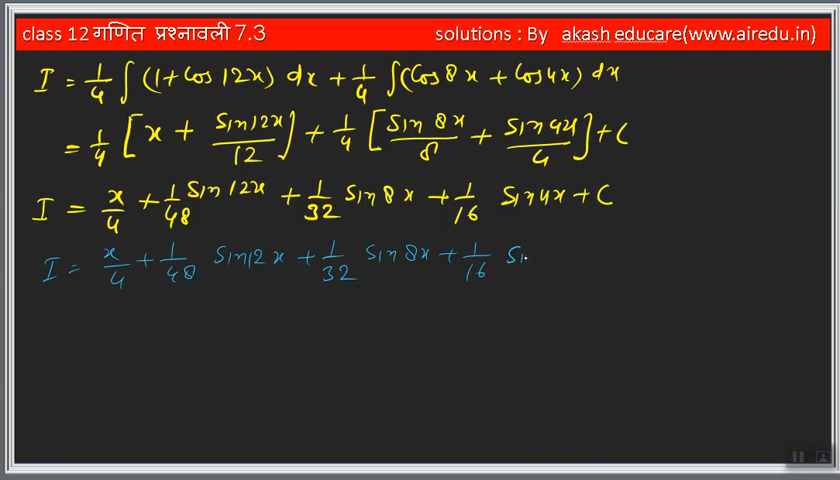 class 12 गणित प्रश्नावली 7.3 solutions : By akash educare(www.airedu.in)
I = 1/4 ∫ (1 + Cos 12x) dx + 1/4 ∫ (Cos 8x + Cos 4x) dx
= 1/4 [x + Sin 12x/12] + 1/4 [Sin 8x/8 + Sin 4x/4] + C
I = x/4 + 1/48 Sin 12x + 1/32 Sin 8x + 1/16 Sin 4x + C
I = x/4 + 1/48 Sin 12x + 1/32 Sin 8x + 1/16 Si